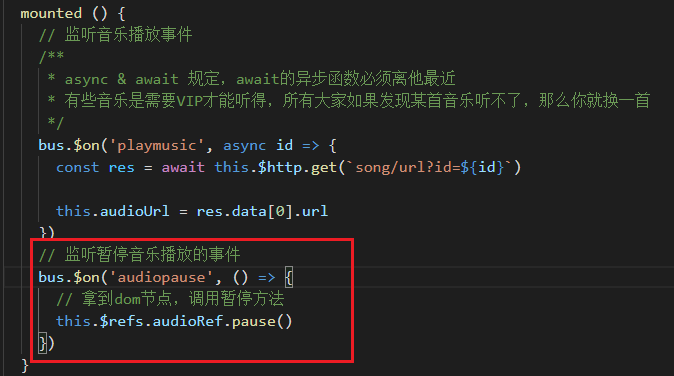 mounted () {
// 监听音乐播放事件
/**
* async & await 规定，await的异步函数必须离他最近
* 有些音乐是需要VIP才能听得，所有大家如果发现某首音乐听不了，那么你就换一首
*/
bus.$on('playmusic', async id => {
const res = await this.$http.get(`song/url?id=${id}`)
this.audioUrl = res.data[0].url
})
// 监听暂停音乐播放的事件
bus.$on('audiopause', () => {
// 拿到dom节点，调用暂停方法
this.$refs.audioRef.pause()
})
}